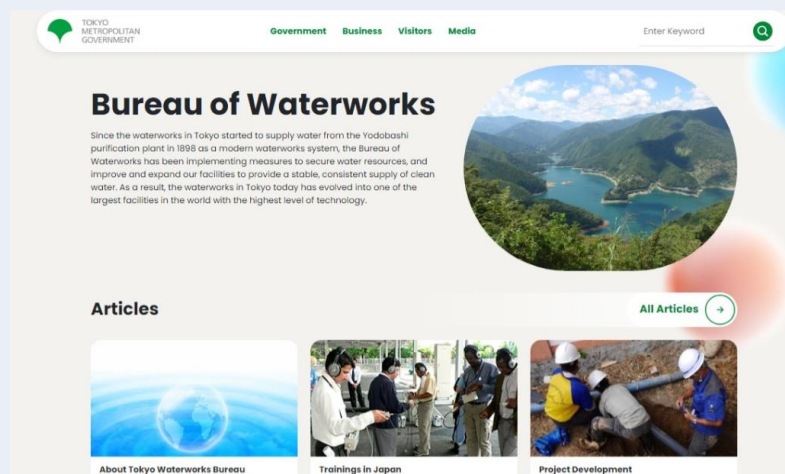 TOKYO
METROPOLITAN
GOVERNMENT
Government Business Visitors Media
Enter Keyword
Bureau of Waterworks
Since the waterworks in Tokyo started to supply water from the Yodobashi
purification plant in 1898 as a modern waterworks system, the Bureau of
Waterworks has been implementing measures to secure water resources, and
improve and expand our facilities to provide a stable, consistent supply of clean
water. As a result, the waterworks in Tokyo today has evolved into one of the
largest facilities in the world with the highest level of technology.
Articles
All Articles
About Tokyo Waterworks Bureau
Trainings in Japan
Project Development